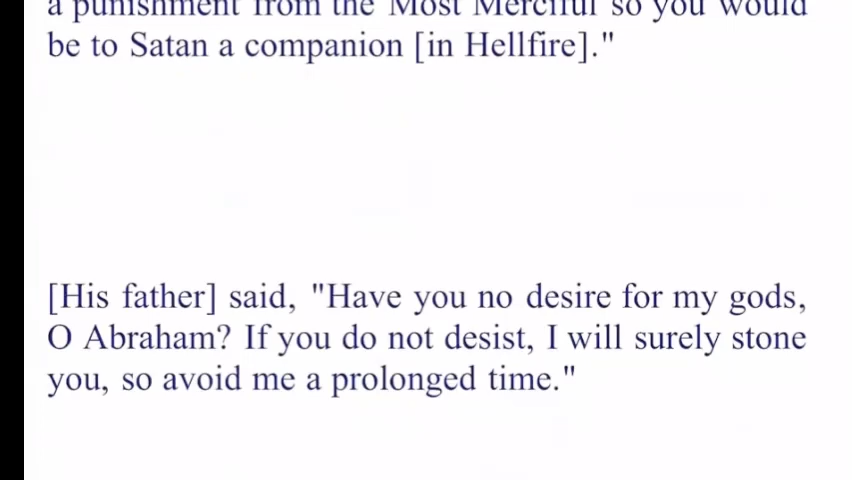 a punishment from the Most Merciful so you would
be to Satan a companion [in Hellfire]."
[His father] said, "Have you no desire for my gods,
O Abraham? If you do not desist, I will surely stone
you, so avoid me a prolonged time."